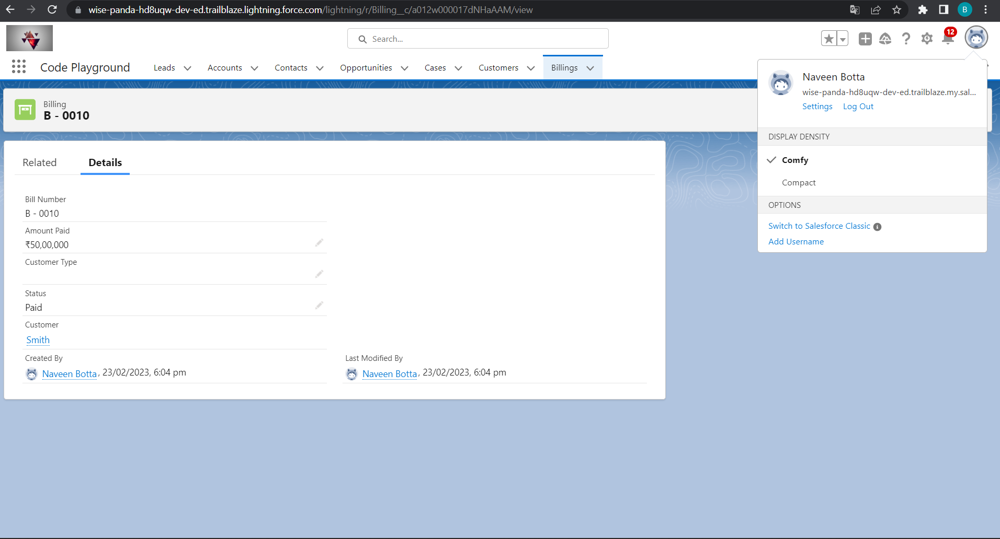 wise-panda-hd8uqw-dev-ed.trailblaze.lightning.force.com/lightning/r/Billing__c/a012w000017dNHaAAM/view
B
Search...
12
Code Playground Leads Accounts Contacts Opportunities Cases Customers Billings
Naveen Botta
wise-panda-hd8uqw-dev-ed.trailblaze.my.sal...
Settings Log Out
Billing
B - 0010
DISPLAY DENSITY
Comfy
Compact
OPTIONS
Switch to Salesforce Classic
Add Username
Related Details
Bill Number
B - 0010
Amount Paid
₹50,00,000
Customer Type
Status
Paid
Customer
Smith
Created By
Naveen Botta, 23/02/2023, 6:04 pm
Last Modified By
Naveen Botta, 23/02/2023, 6:04 pm